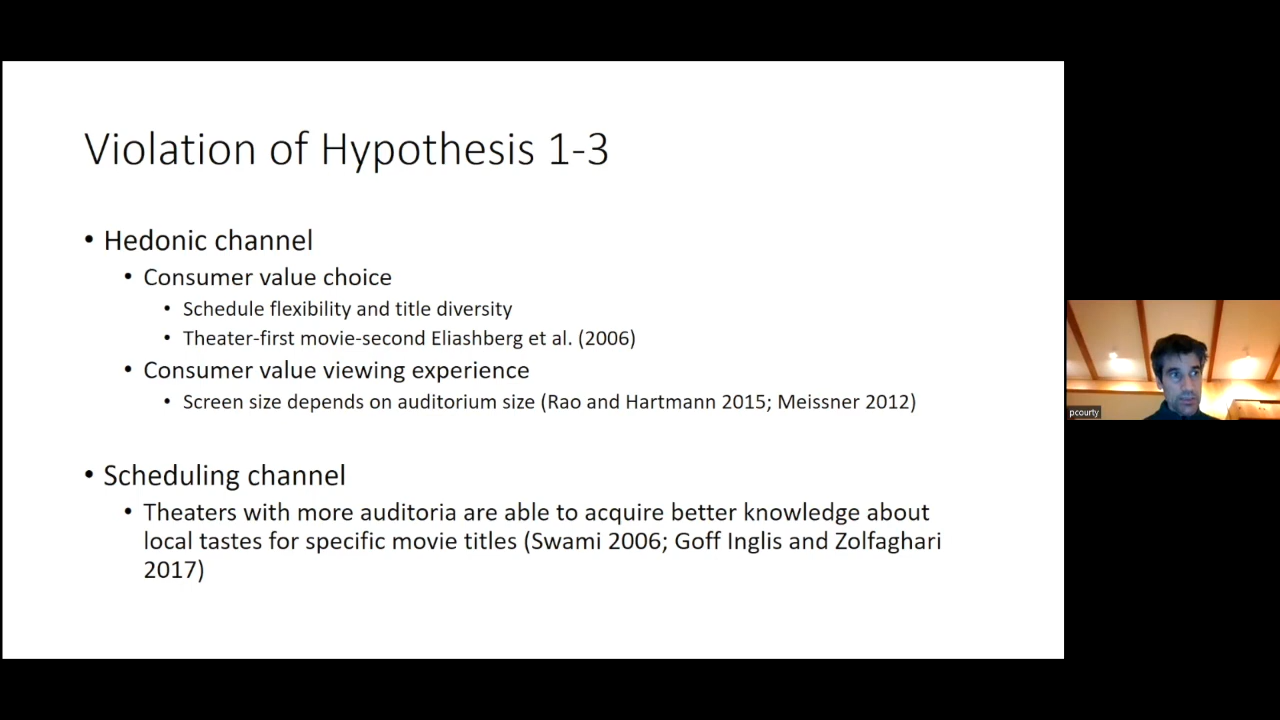 Violation of Hypothesis 1-3
• Hedonic channel
• Consumer value choice
• Schedule flexibility and title diversity
• Theater-first movie-second Eliashberg et al. (2006)
• Consumer value viewing experience
• Screen size depends on auditorium size (Rao and Hartmann 2015; Meissner 2012)
• Scheduling channel
• Theaters with more auditoria are able to acquire better knowledge about
local tastes for specific movie titles (Swami 2006; Goff Inglis and Zolfaghari
2017)
pcourty